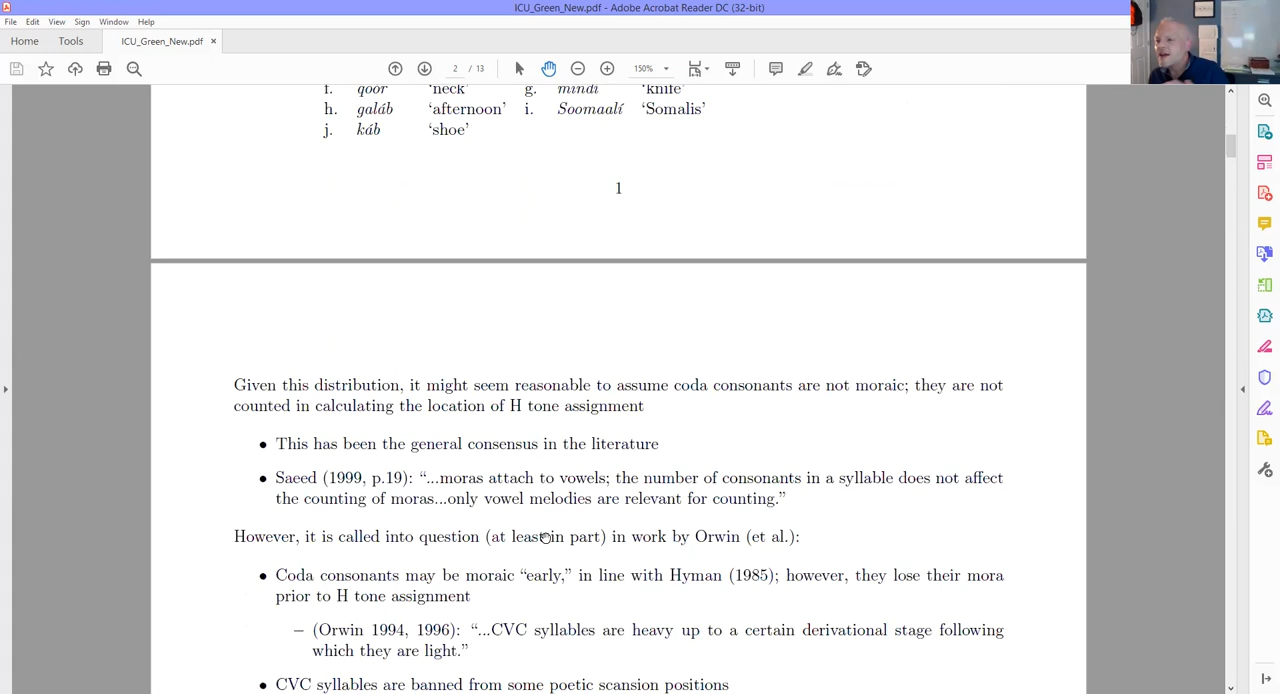 ICU_Green_New.pdf - Adobe Acrobat Reader DC (32-bit)
File Edit View Sign Window Help
Home Tools ICU_Green_New.pdf ×
2 / 13 150%
f. qoór 'neck' g. mindí 'knife'
h. galáb 'afternoon' i. Soomaalí 'Somalis'
j. káb 'shoe'
1
Given this distribution, it might seem reasonable to assume coda consonants are not moraic; they are not
counted in calculating the location of H tone assignment
• This has been the general consensus in the literature
• Saeed (1999, p.19): “...moras attach to vowels; the number of consonants in a syllable does not affect
the counting of moras...only vowel melodies are relevant for counting.”
However, it is called into question (at least in part) in work by Orwin (et al.):
• Coda consonants may be moraic “early,” in line with Hyman (1985); however, they lose their mora
prior to H tone assignment
– (Orwin 1994, 1996): “...CVC syllables are heavy up to a certain derivational stage following
which they are light.”
• CVC syllables are banned from some poetic scansion positions